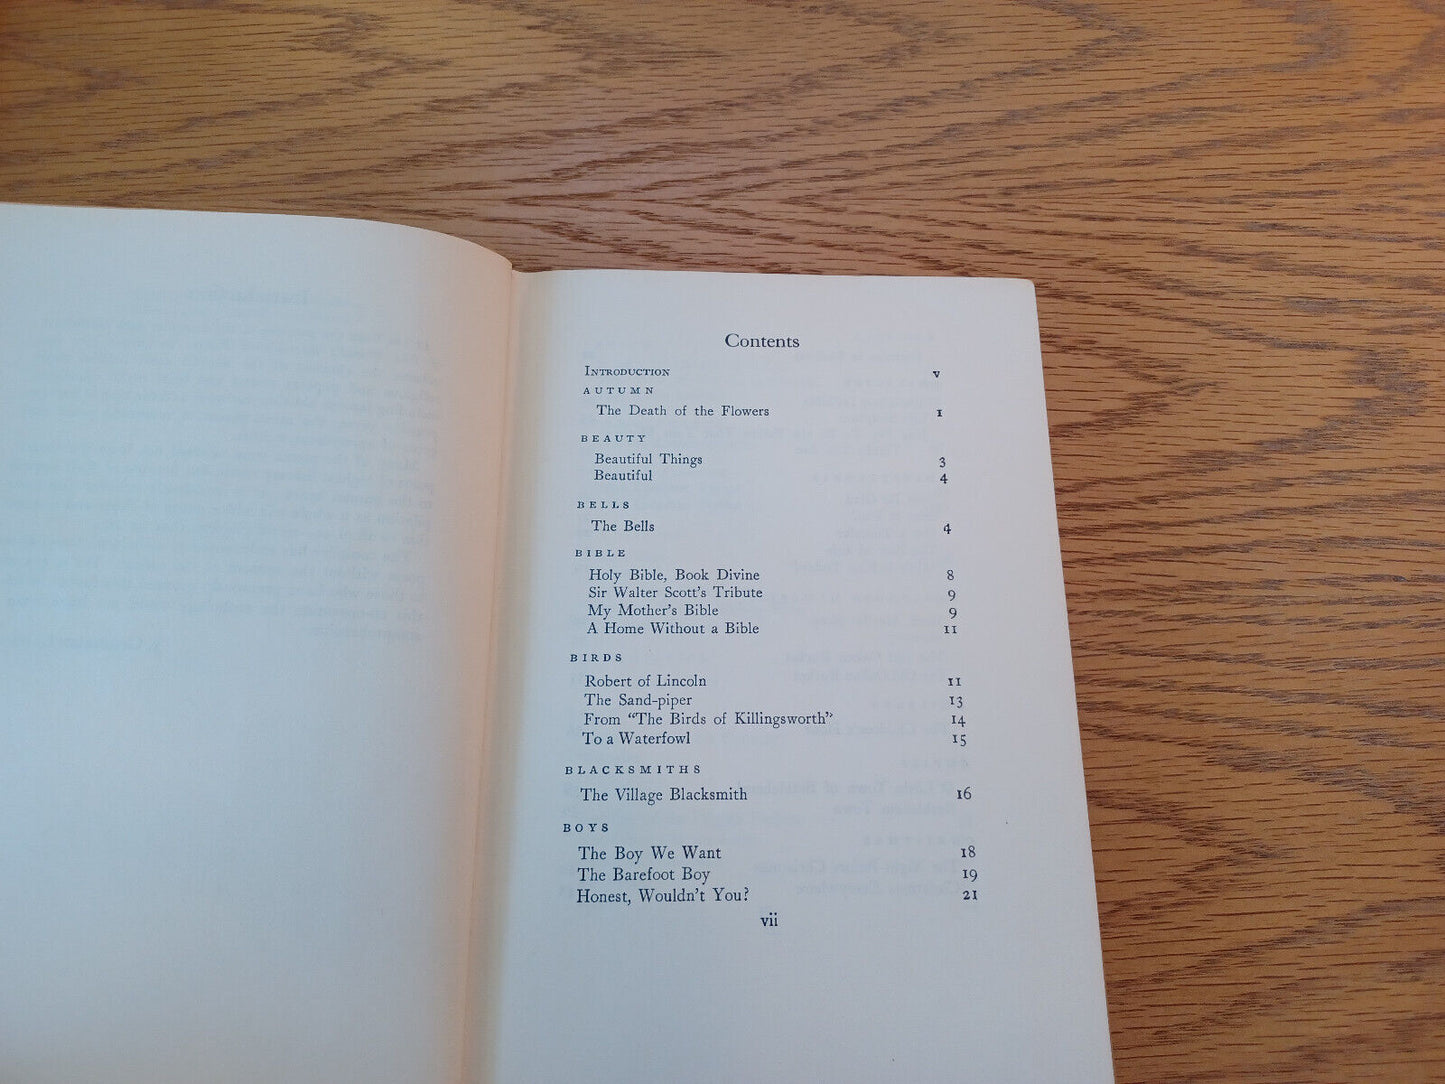 Contents
INTRODUCTION v
AUTUMN
The Death of the Flowers 1
BEAUTY
Beautiful Things 3
Beautiful 4
BELLS
The Bells 4
BIBLE
Holy Bible, Book Divine 8
Sir Walter Scott's Tribute 9
My Mother's Bible 9
A Home Without a Bible 11
BIRDS
Robert of Lincoln 11
The Sand-piper 13
From "The Birds of Killingsworth" 14
To a Waterfowl 15
BLACKSMITHS
The Village Blacksmith 16
BOYS
The Boy We Want 18
The Barefoot Boy 19
Honest, Wouldn't You? 21
vii